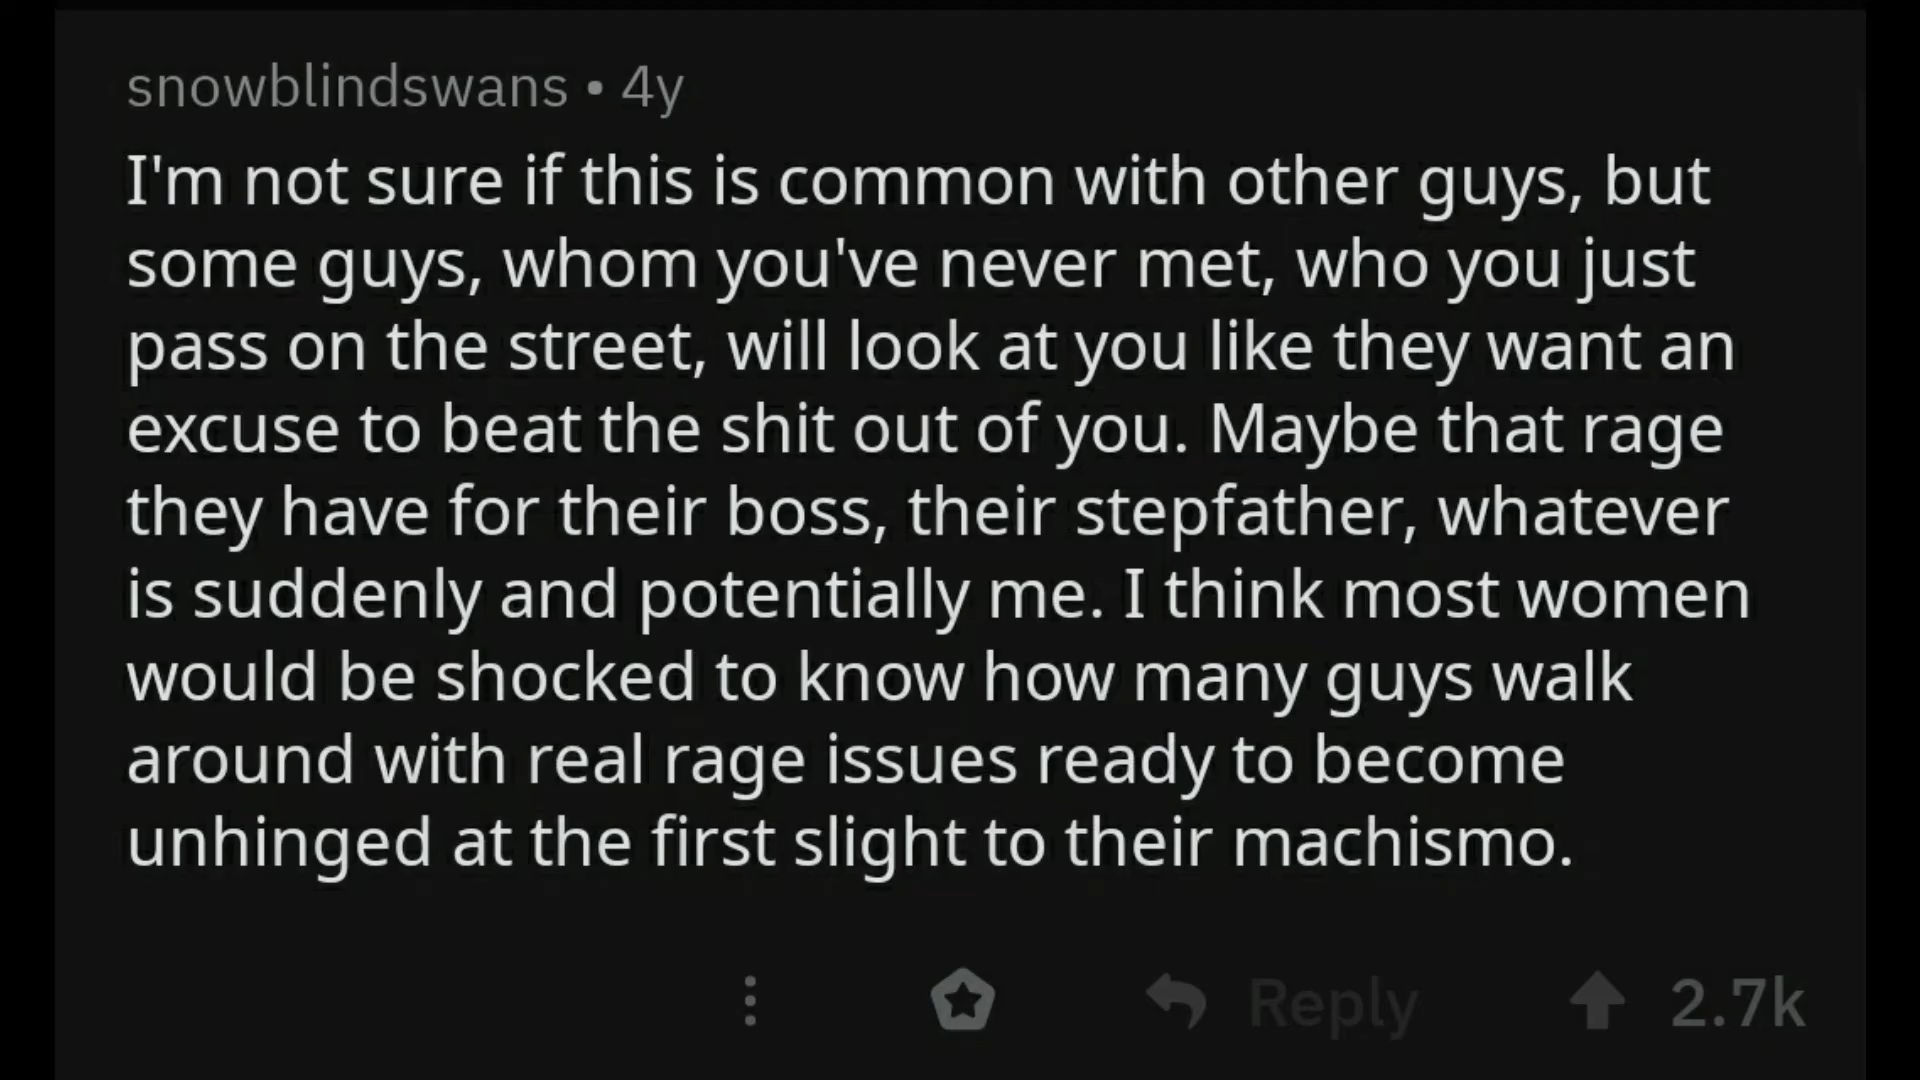 snowblindswans • 4y
I'm not sure if this is common with other guys, but
some guys, whom you've never met, who you just
pass on the street, will look at you like they want an
excuse to beat the shit out of you. Maybe that rage
they have for their boss, their stepfather, whatever
is suddenly and potentially me. I think most women
would be shocked to know how many guys walk
around with real rage issues ready to become
unhinged at the first slight to their machismo.
Reply 2.7k